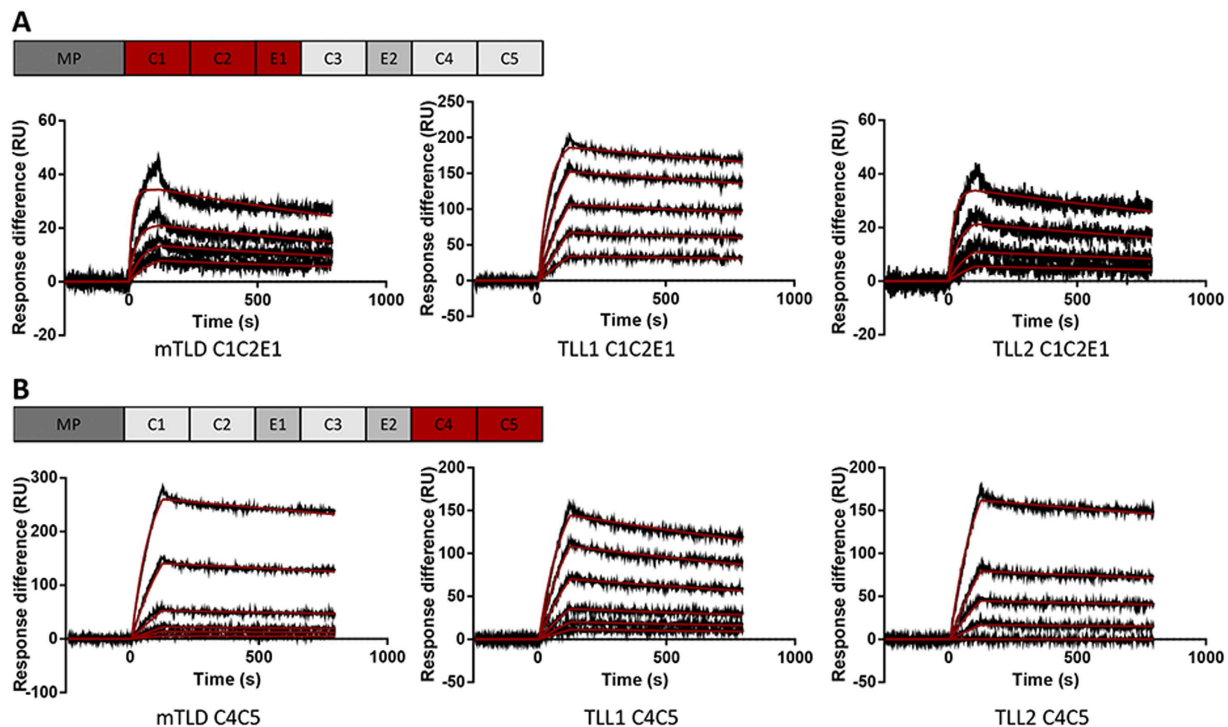 A
MP C1 C2 E1 C3 E2 C4 C5
Response difference (RU)
60
40
20
0
-20
0 500 1000
Time (s)
mTLD C1C2E1
Response difference (RU)
250
200
150
100
50
0
-50
0 500 1000
Time (s)
TLL1 C1C2E1
Response difference (RU)
60
40
20
0
-20
0 500 1000
Time (s)
TLL2 C1C2E1
B
MP C1 C2 E1 C3 E2 C4 C5
Response difference (RU)
300
200
100
0
-100
0 500 1000
Time (s)
mTLD C4C5
Response difference (RU)
200
150
100
50
0
-50
0 500 1000
Time (s)
TLL1 C4C5
Response difference (RU)
200
150
100
50
0
-50
0 500 1000
Time (s)
TLL2 C4C5